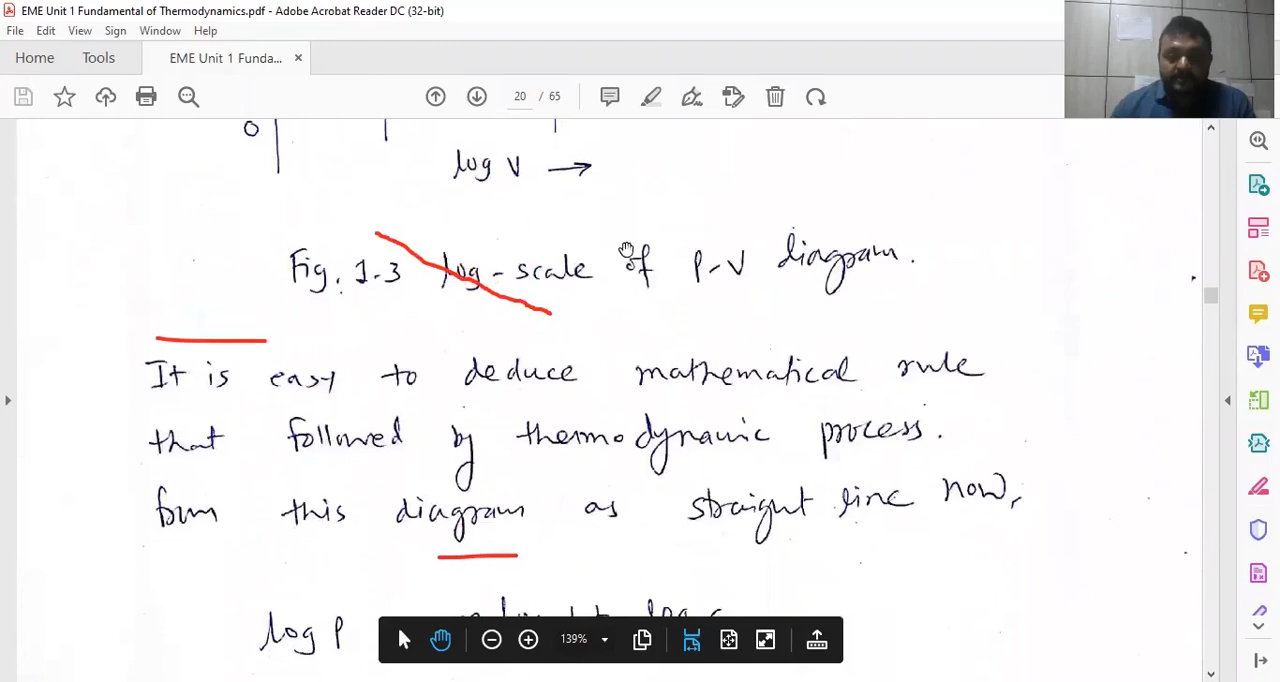 EME Unit 1 Fundamental of Thermodynamics.pdf - Adobe Acrobat Reader DC (32-bit)
File Edit View Sign Window Help
Home Tools EME Unit 1 Funda... ×
20 / 65
0
log V →
Fig. 1.3 log-scale of P-V diagram.
It is easy to deduce mathematical rule
that followed by thermodynamic process.
from this diagram as straight line now,
log P
139%